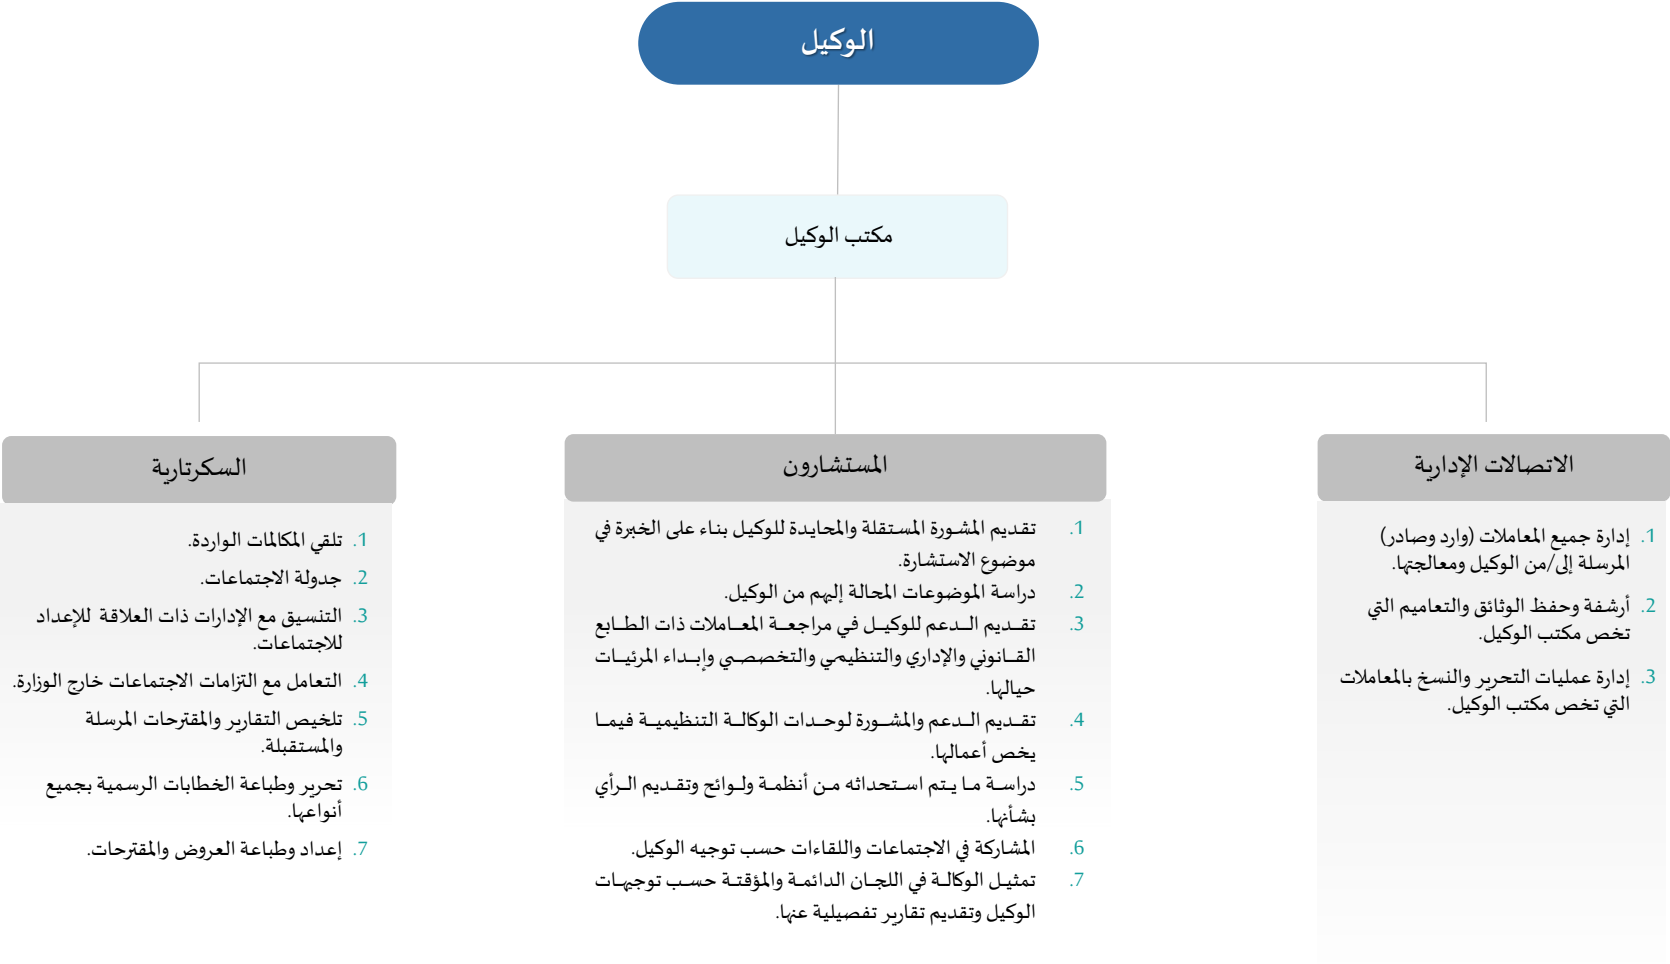 الوكيل
مكتب الوكيل
الاتصالات الإدارية
1. إدارة جميع المعاملات (وارد وصادر)
المرسلة إلى/من الوكيل ومعالجتها.
2. أرشفة وحفظ الوثائق والتعاميم التي
تخص مكتب الوكيل.
3. إدارة عمليات التحرير والنسخ بالمعاملات
التي تخص مكتب الوكيل.
المستشارون
1. تقديم المشورة المستقلة والمحايدة للوكيل بناء على الخبرة في
موضوع الاستشارة.
2. دراسة الموضوعات المحالة إليهم من الوكيل.
3. تقديم الدعم للوكيل في مراجعة المعاملات ذات الطابع
القانوني والإداري والتنظيمي والتخصصي وإبداء المرئيات
حيالها.
4. تقديم الدعم والمشورة لوحدات الوكالة التنظيمية فيما
يخص أعمالها.
5. دراسة ما يتم استحداثه من أنظمة ولوائح وتقديم الرأي
بشأنها.
6. المشاركة في الاجتماعات واللقاءات حسب توجيه الوكيل.
7. تمثيل الوكالة في اللجان الدائمة والمؤقتة حسب توجيهات
الوكيل وتقديم تقارير تفصيلية عنها.
السكرتارية
1. تلقي المكالمات الواردة.
2. جدولة الاجتماعات.
3. التنسيق مع الإدارات ذات العلاقة للإعداد
للاجتماعات.
4. التعامل مع التزامات الاجتماعات خارج الوزارة.
5. تلخيص التقارير والمقترحات المرسلة
والمستقبلة.
6. تحرير وطباعة الخطابات الرسمية بجميع
أنواعها.
7. إعداد وطباعة العروض والمقترحات.